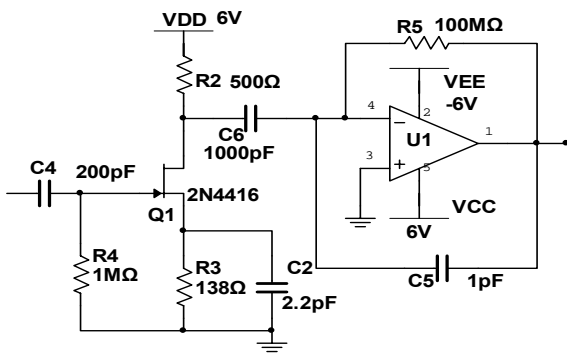 VDD 6V
R5 100MΩ
R2 500Ω
VEE
-6V
C6
1000pF
4
2
U1
1
3
5
C4 200pF
2N4416
Q1
VCC
6V
R4
1MΩ
R3
138Ω
C2
2.2pF
C5 1pF
− 
+